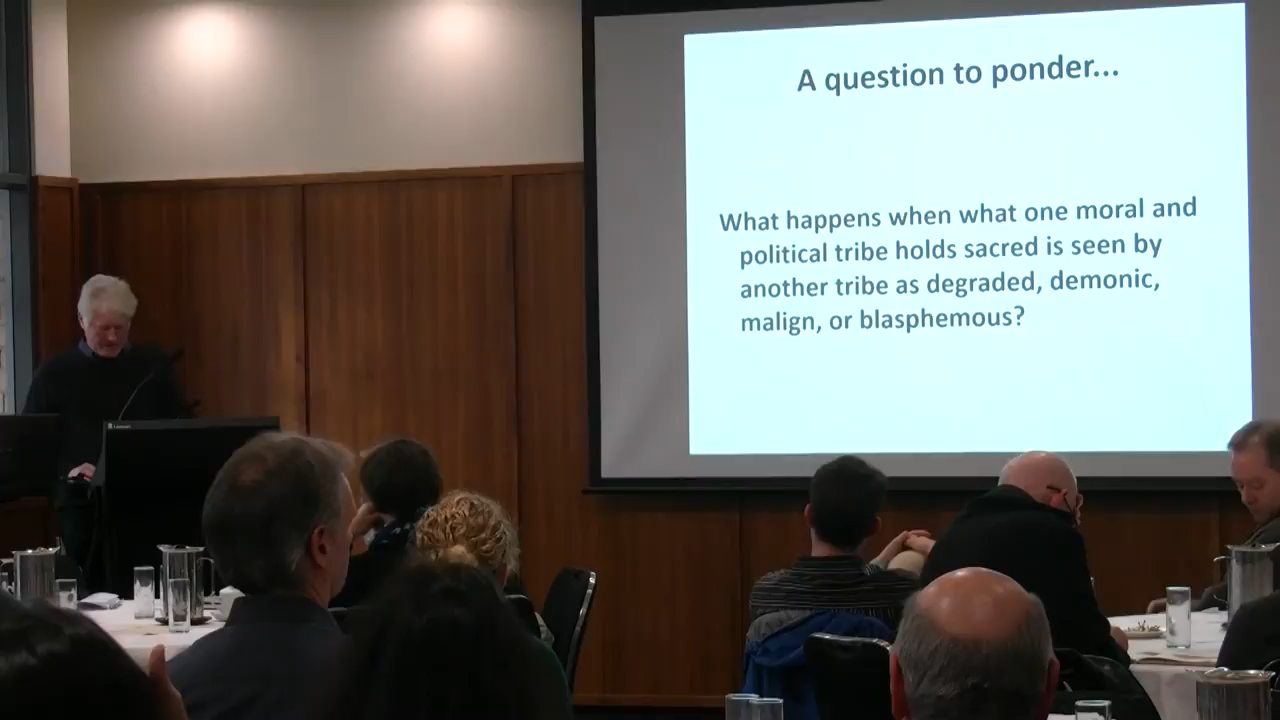 A question to ponder...
What happens when what one moral and
political tribe holds sacred is seen by
another tribe as degraded, demonic,
malign, or blasphemous?